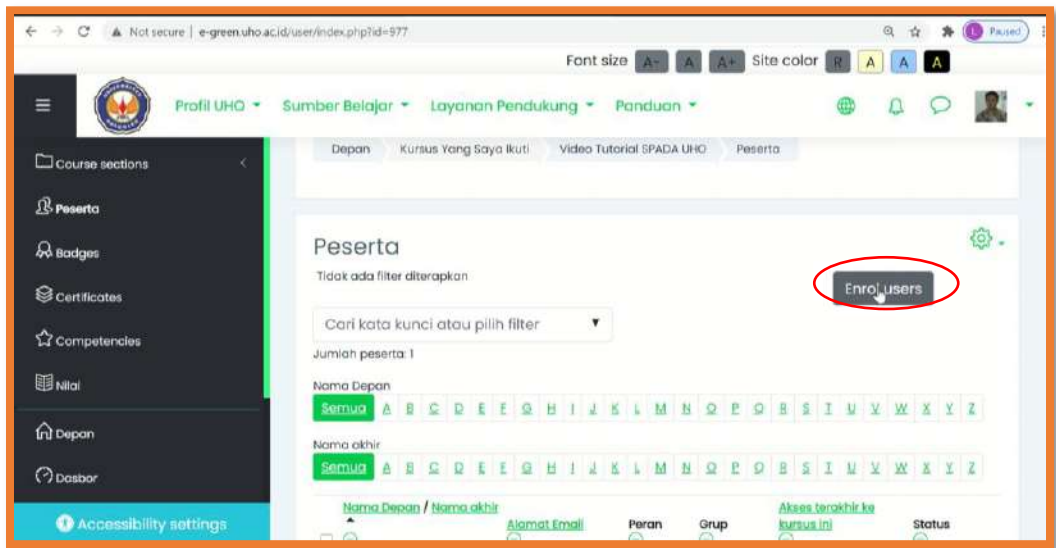 Not secure | e-green.uho.ac.id/user/index.php?id=977
L Paused
Font size A- A A+ Site color R A A A
Profil UHO Sumber Belajar Layanan Pendukung Panduan
Course sections
Peserta
Badges
Certificates
Competencies
Nilai
Depan
Dasbor
Accessibility settings
Depan Kursus Yang Saya Ikuti Video Tutorial SPADA UHO Peserta
Peserta
Tidak ada filter diterapkan
Enrol users
Cari kata kunci atau pilih filter
Jumlah peserta: 1
Nama Depan
Semua A B C D E F G H I J K L M N O P Q R S T U V W X Y Z
Nama akhir
Semua A B C D E F G H I J K L M N O P Q R S T U V W X Y Z
Nama Depan / Nama akhir
Alamat Email
Peran
Grup
Akses terakhir ke
kursus ini
Status